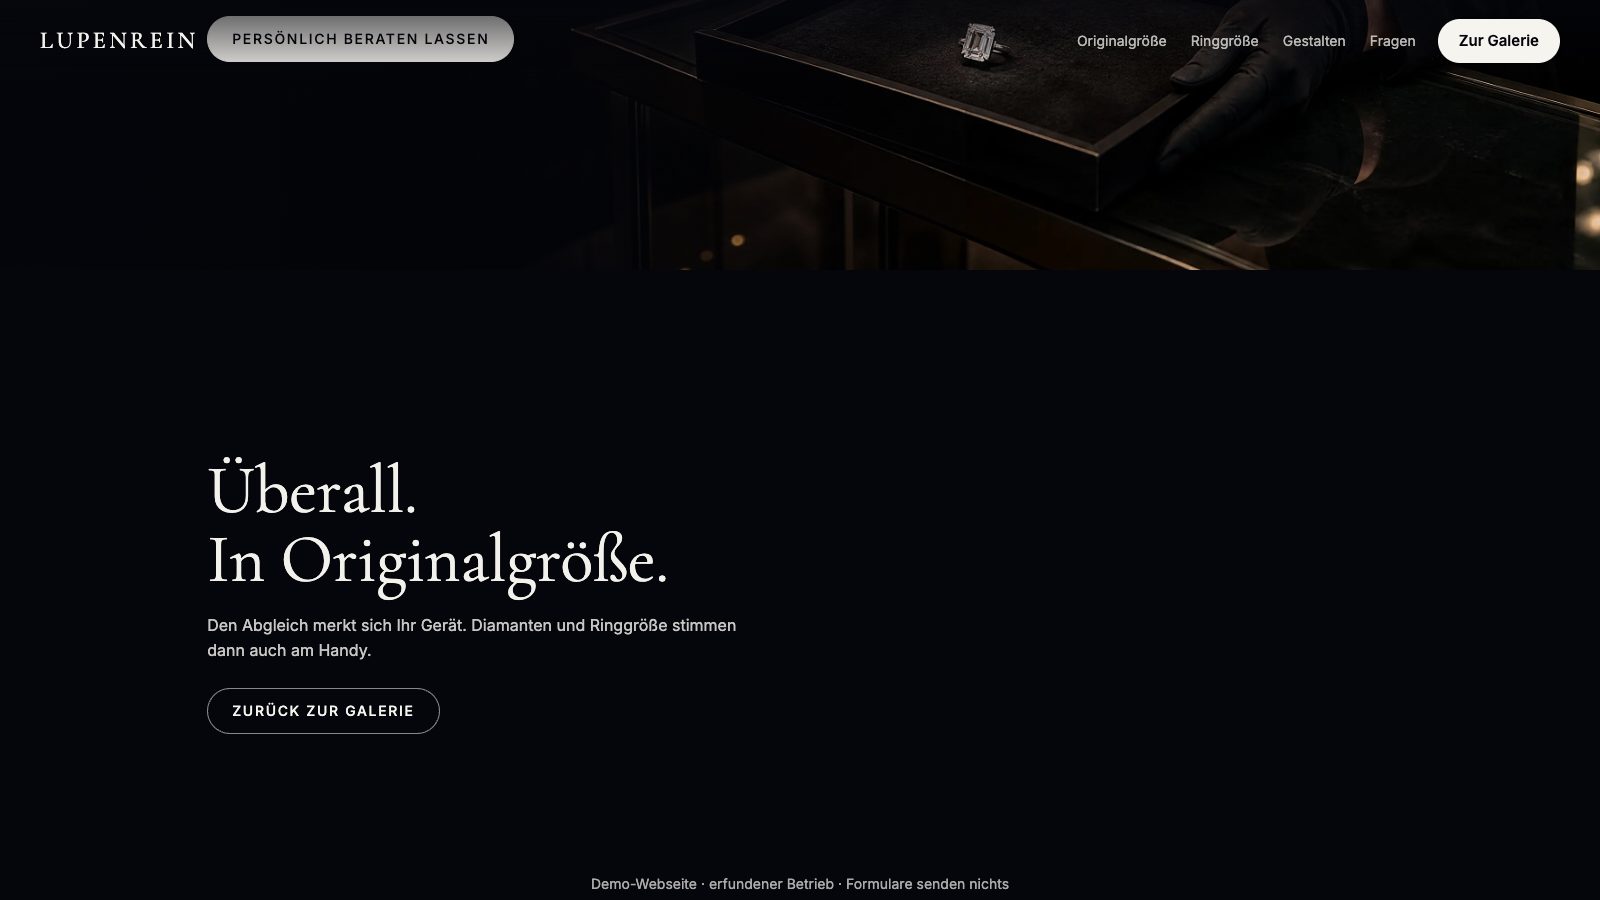 LUPENREIN
PERSÖNLICH BERATEN LASSEN
Originalgröße
Ringgröße
Gestalten
Fragen
Zur Galerie
Überall.
In Originalgröße.
Den Abgleich merkt sich Ihr Gerät. Diamanten und Ringgröße stimmen
dann auch am Handy.
ZURÜCK ZUR GALERIE
Demo-Webseite · erfundener Betrieb · Formulare senden nichts